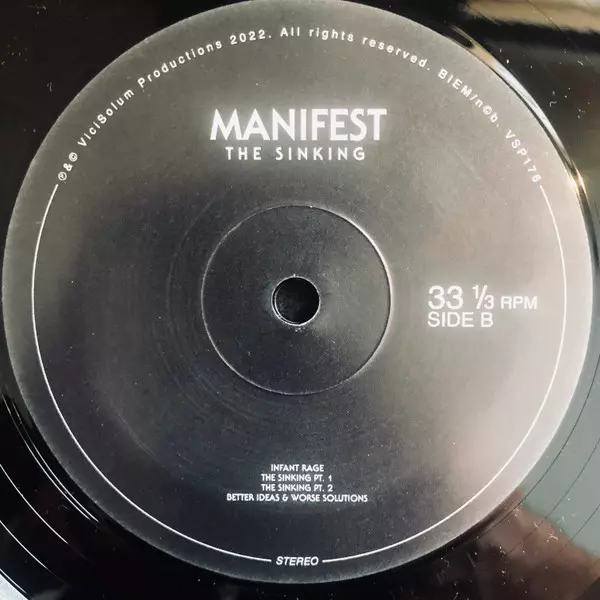 ℗&© ViciSolum Productions 2022. All rights reserved. BIEM/n©b. VSP176
MANIFEST
THE SINKING
33 ⅓ RPM
SIDE B
INFANT RAGE
THE SINKING PT. 1
THE SINKING PT. 2
BETTER IDEAS & WORSE SOLUTIONS
STEREO